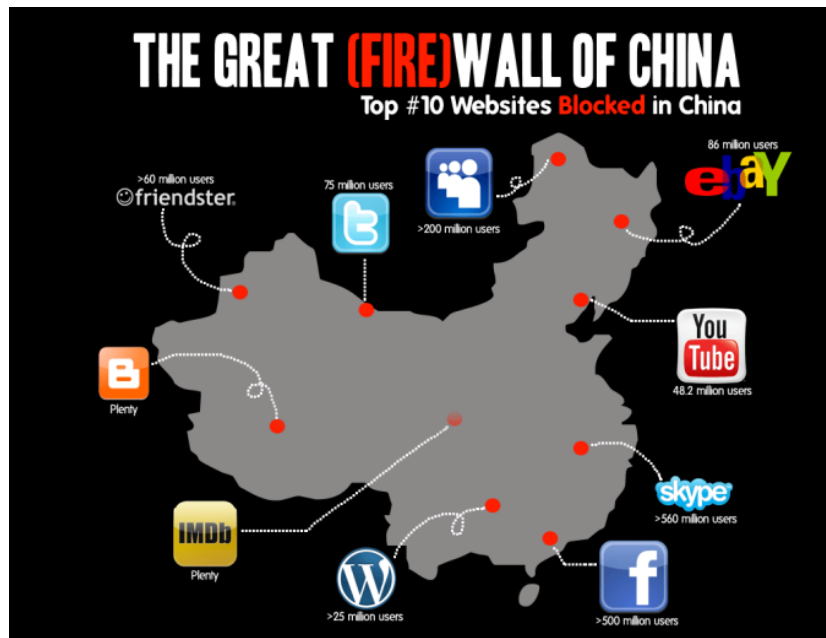 THE GREAT (FIRE)WALL OF CHINA
Top #10 Websites Blocked in China
86 million users
ebaY
>60 million users
friendster
75 million users
t
>200 million users
You
Tube
48.2 million users
B
Plenty
skype
>560 million users
IMDb
Plenty
W
>25 million users
f
>500 million users